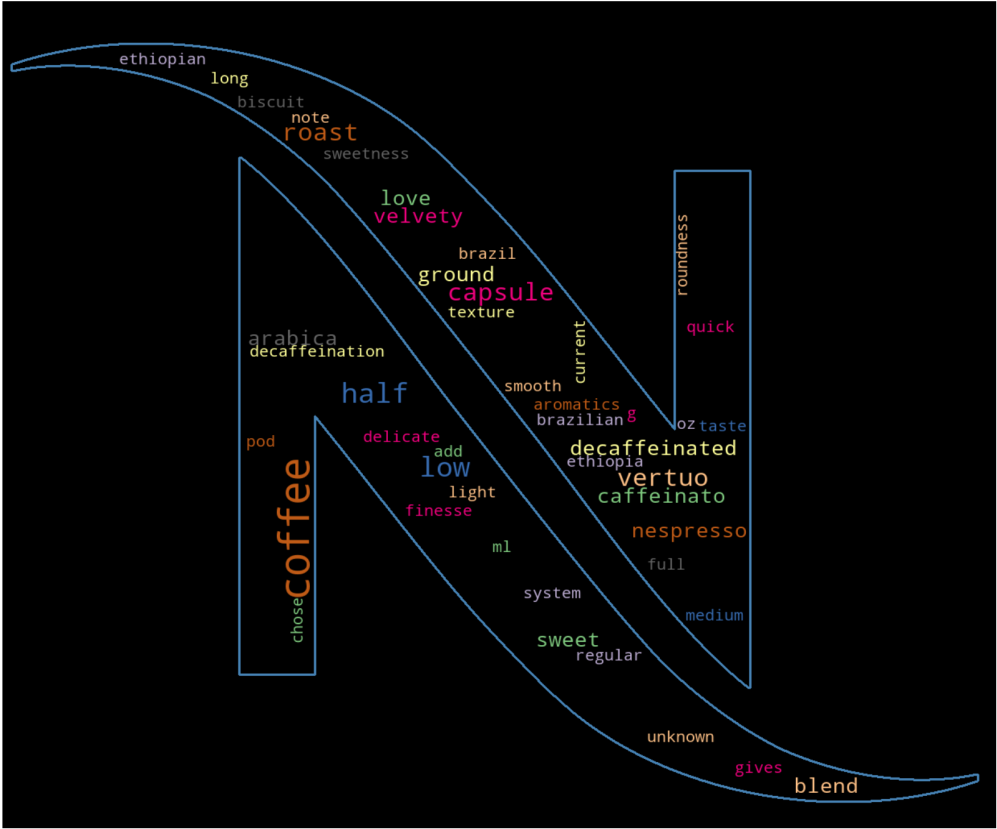 ethiopian
long
biscuit
note
roast
sweetness
love
velvety
roundness
brazil
ground
capsule
texture
quick
current
arabica
decaffeination
smooth
half
aromatics
g
brazilian
oz
taste
delicate
pod
decaffeinated
add
ethiopia
low
vertuo
light
caffeinato
finesse
coffee
nespresso
ml
full
system
chose
medium
sweet
regular
unknown
gives
blend